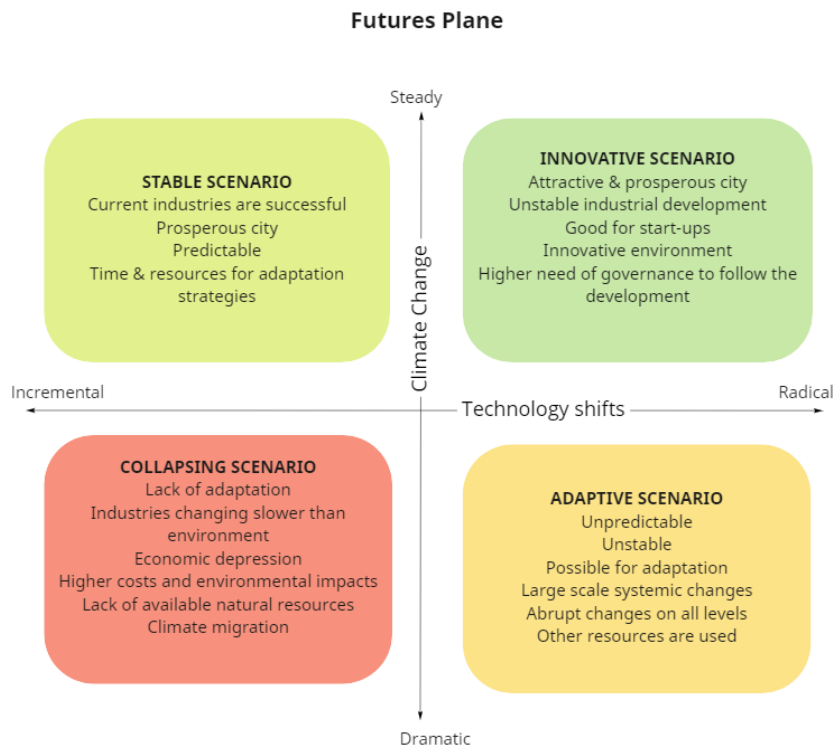 Futures Plane
Steady
STABLE SCENARIO
Current industries are successful
Prosperous city
Predictable
Time & resources for adaptation
strategies
INNOVATIVE SCENARIO
Attractive & prosperous city
Unstable industrial development
Good for start-ups
Innovative environment
Higher need of governance to follow the
development
Climate Change
Incremental
Technology shifts
Radical
COLLAPSING SCENARIO
Lack of adaptation
Industries changing slower than
environment
Economic depression
Higher costs and environmental impacts
Lack of available natural resources
Climate migration
ADAPTIVE SCENARIO
Unpredictable
Unstable
Possible for adaptation
Large scale systemic changes
Abrupt changes on all levels
Other resources are used
Dramatic